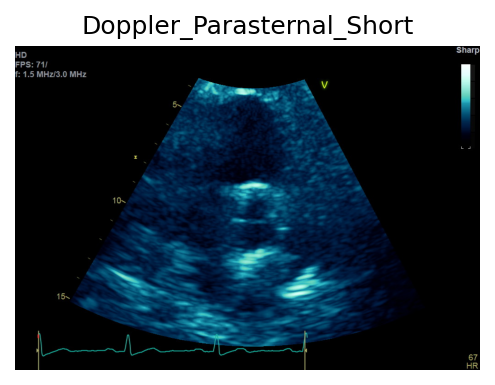 Doppler_Parasternal_Short
HD
Sharp
FPS: 71/
f: 1.5 MHz/3.0 MHz
V
5
10
15
67
HR